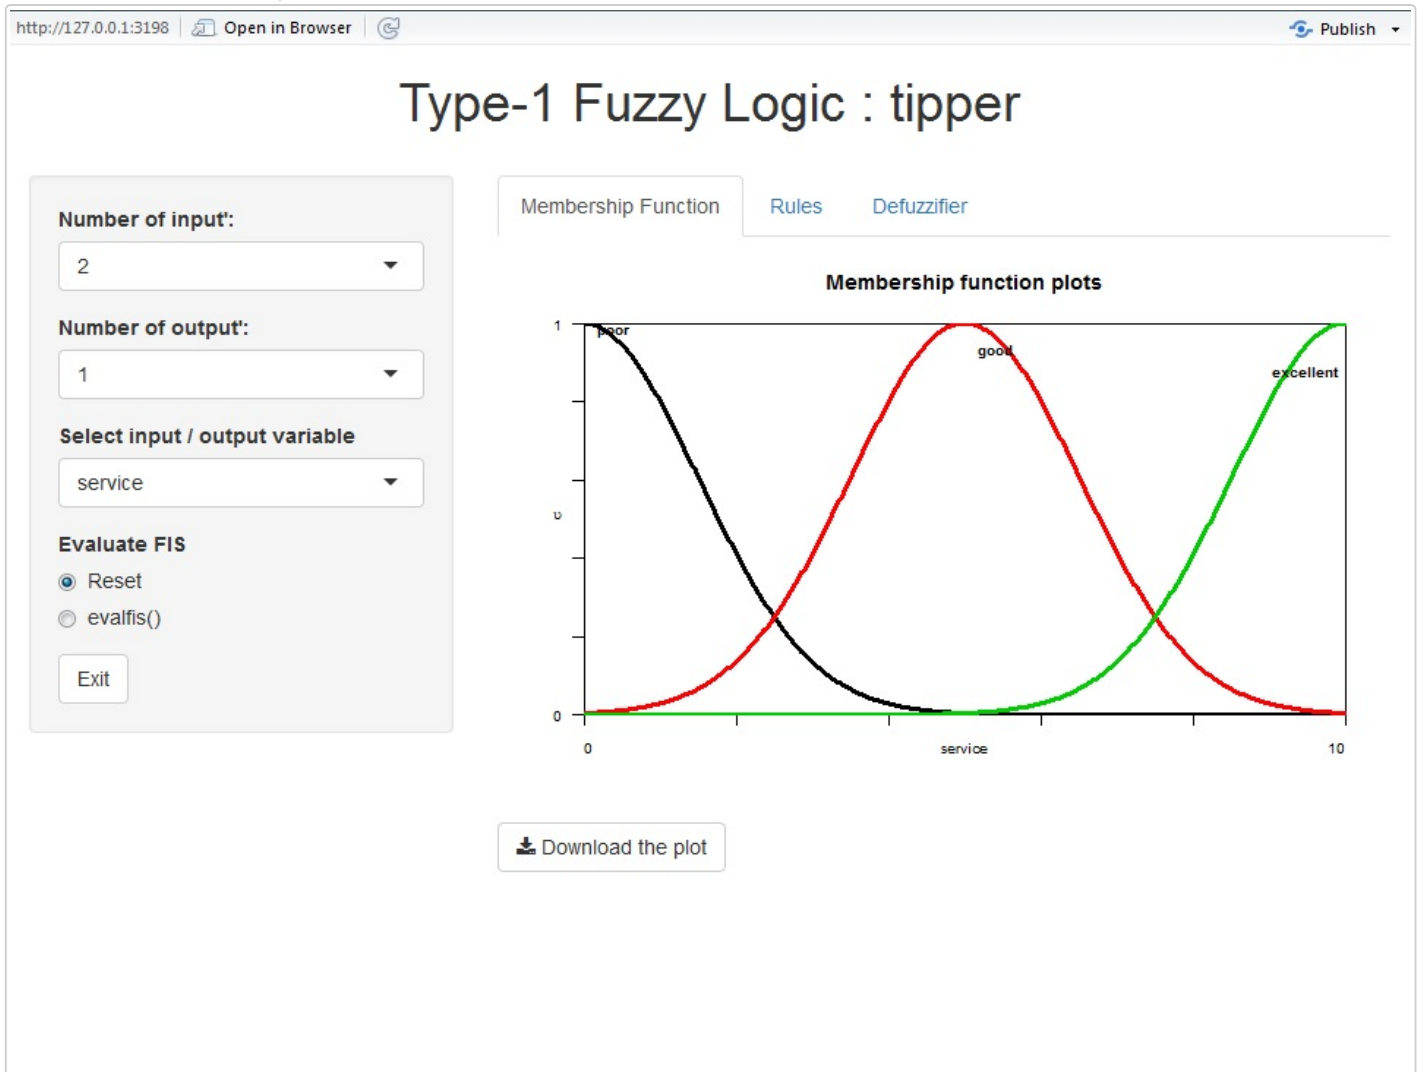 http://127.0.0.1:3198 Open in Browser Publish
Type-1 Fuzzy Logic : tipper
Number of input':
2
Number of output':
1
Select input / output variable
service
Evaluate FIS
Reset
evalfis()
Exit
Membership Function Rules Defuzzifier
Membership function plots
1
poor
good
excellent
υ
0
0 service 10
Download the plot